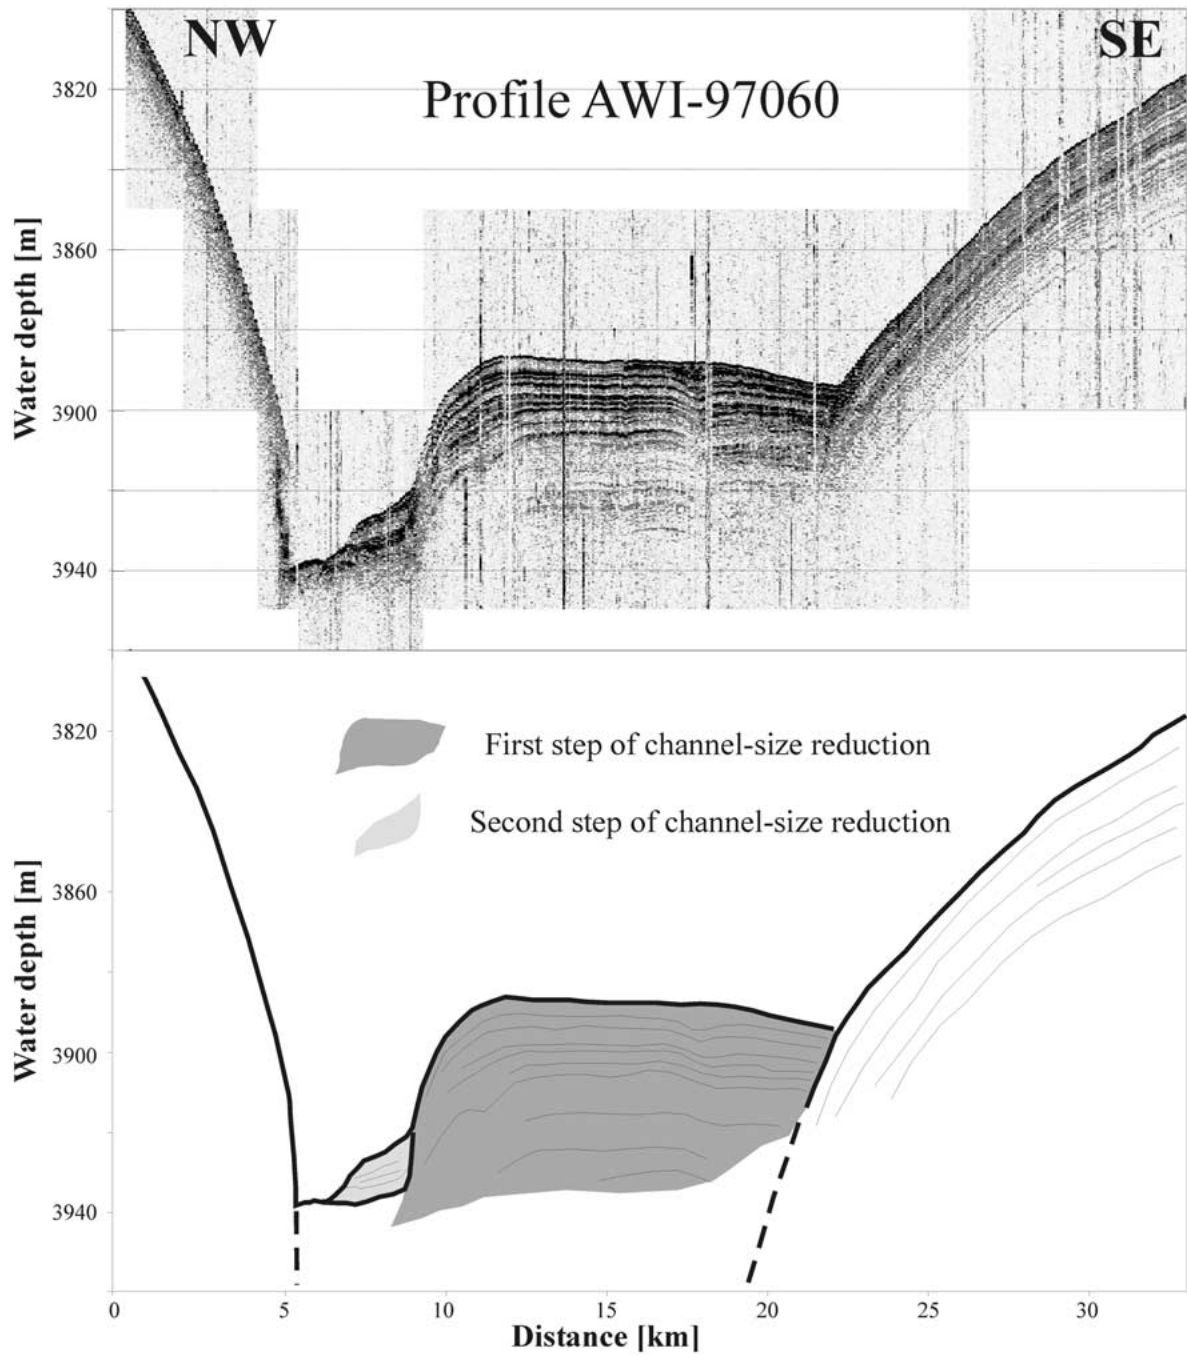 NW
SE
Profile AWI-97060
3820
3860
3900
3940
Water depth [m]
First step of channel-size reduction
Second step of channel-size reduction
3820
3860
3900
3940
Water depth [m]
0 5 10 15 20 25 30
Distance [km]